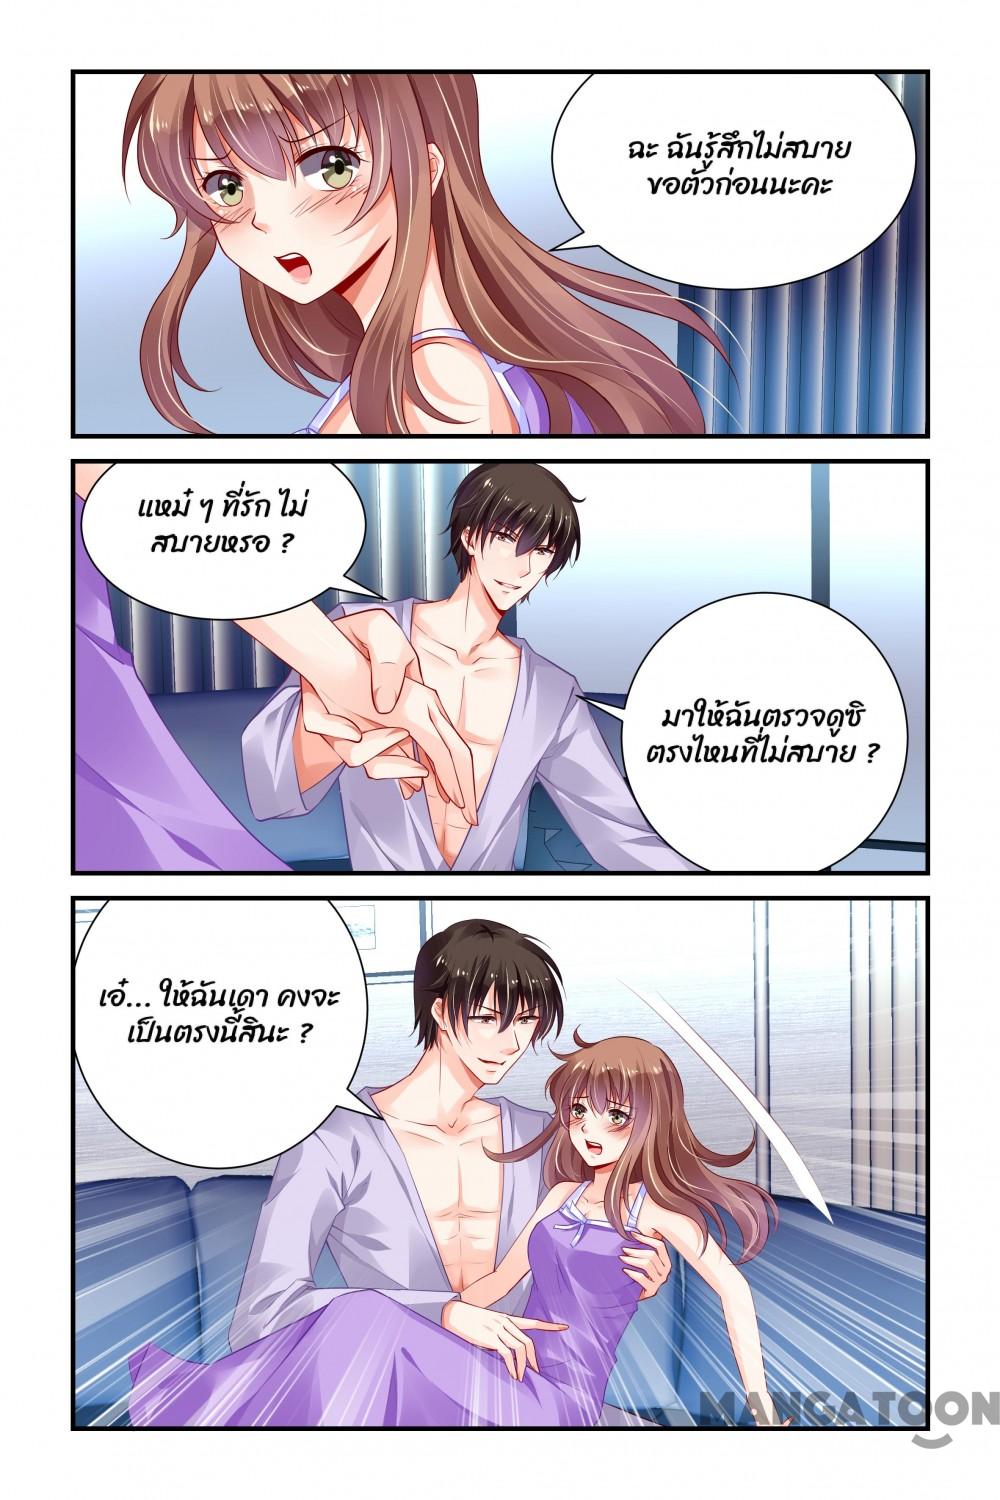 ฉะ ฉันรู้สึกไม่สบาย
ขอตัวก่อนนะคะ
แหม๋ ๆ ที่รัก ไม่
สบายหรอ ?
มาให้ฉันตรวจดูซิ
ตรงไหนที่ไม่สบาย ?
เอ๋... ให้ฉันเดา คงจะ
เป็นตรงนี้สินะ ?
MANGATOON